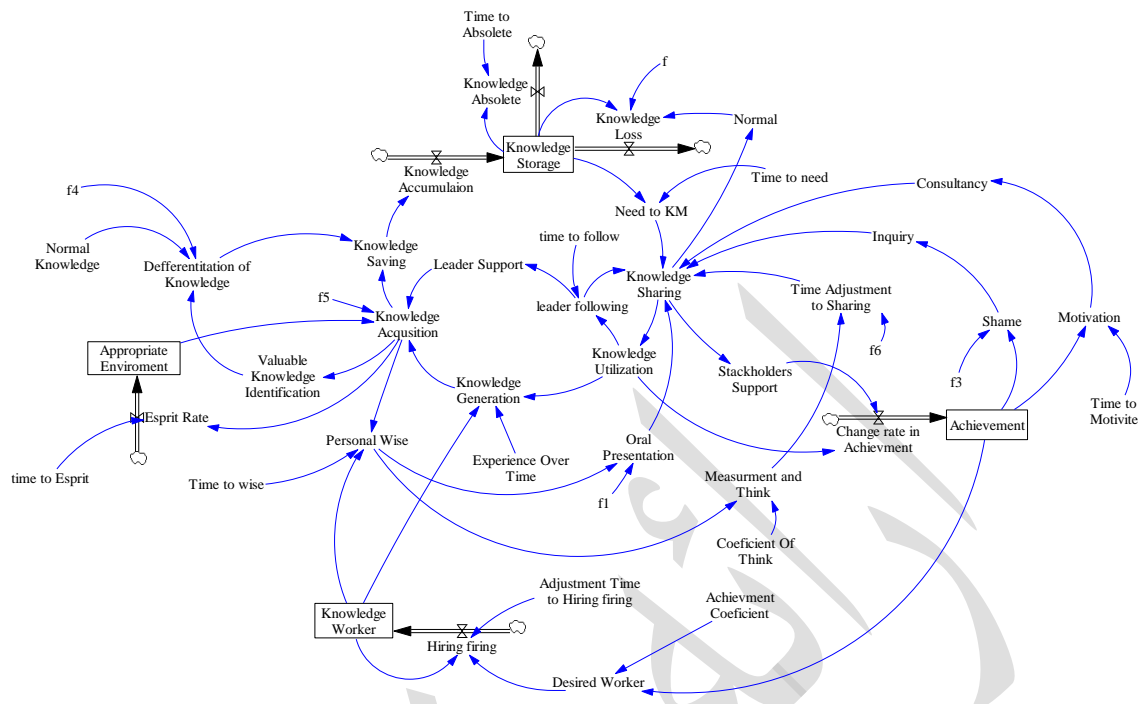 Time to
Absolete
Knowledge
Absolete
f
Knowledge
Loss
Normal
Knowledge
Storage
Knowledge
Accumulaion
Time to need
Consultancy
f4
Need to KM
Normal
Knowledge
Defferentitation of
Knowledge
Knowledge
Saving
time to follow
Inquiry
Leader Support
Knowledge
Sharing
Time Adjustment
to Sharing
f5
leader following
Knowledge
Acqusition
Shame
Motivation
Appropriate
Enviroment
Valuable
Knowledge
Identification
Knowledge
Utilization
f6
Stackholders
Support
f3
Knowledge
Generation
Esprit Rate
Change rate in
Achievment
Achievement
Time to
Motivite
time to Esprit
Personal Wise
Oral
Presentation
Experience Over
Time
Time to wise
f1
Measurment and
Think
Coeficient Of
Think
Adjustment Time
to Hiring firing
Achievment
Coeficient
Knowledge
Worker
Hiring firing
Desired Worker